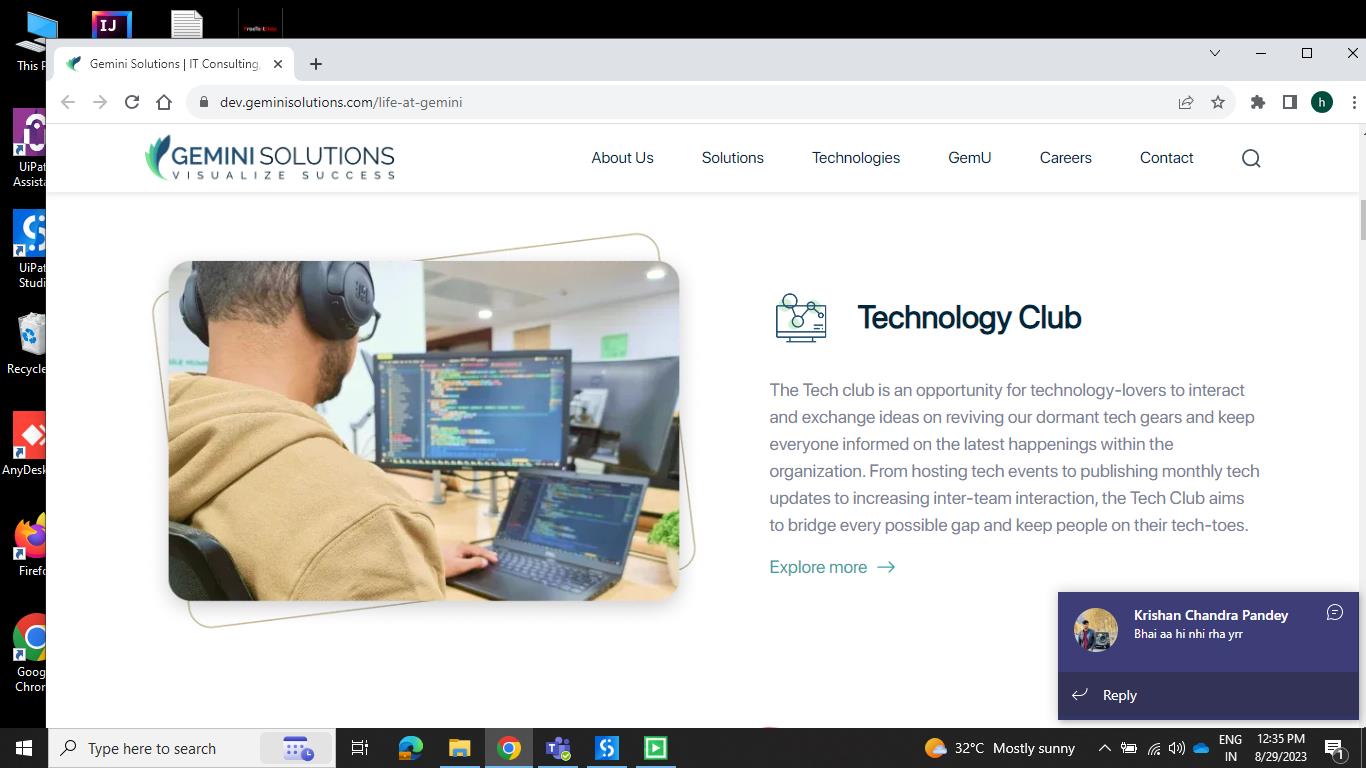 This P
UiPat
Assista
UiPat
Studi
Recycle
AnyDesk
Firefo
Goog
Chron
Gemini Solutions | IT Consulting,
dev.geminisolutions.com/life-at-gemini
h
GEMINI SOLUTIONS
VISUALIZE SUCCESS
About Us
Solutions
Technologies
GemU
Careers
Contact
Technology Club
The Tech club is an opportunity for technology-lovers to interact
and exchange ideas on reviving our dormant tech gears and keep
everyone informed on the latest happenings within the
organization. From hosting tech events to publishing monthly tech
updates to increasing inter-team interaction, the Tech Club aims
to bridge every possible gap and keep people on their tech-toes.
Explore more
Krishan Chandra Pandey
Bhai aa hi nhi rha yrr
Reply
Type here to search
32°C Mostly sunny
ENG
IN
12:35 PM
8/29/2023
1
IJ